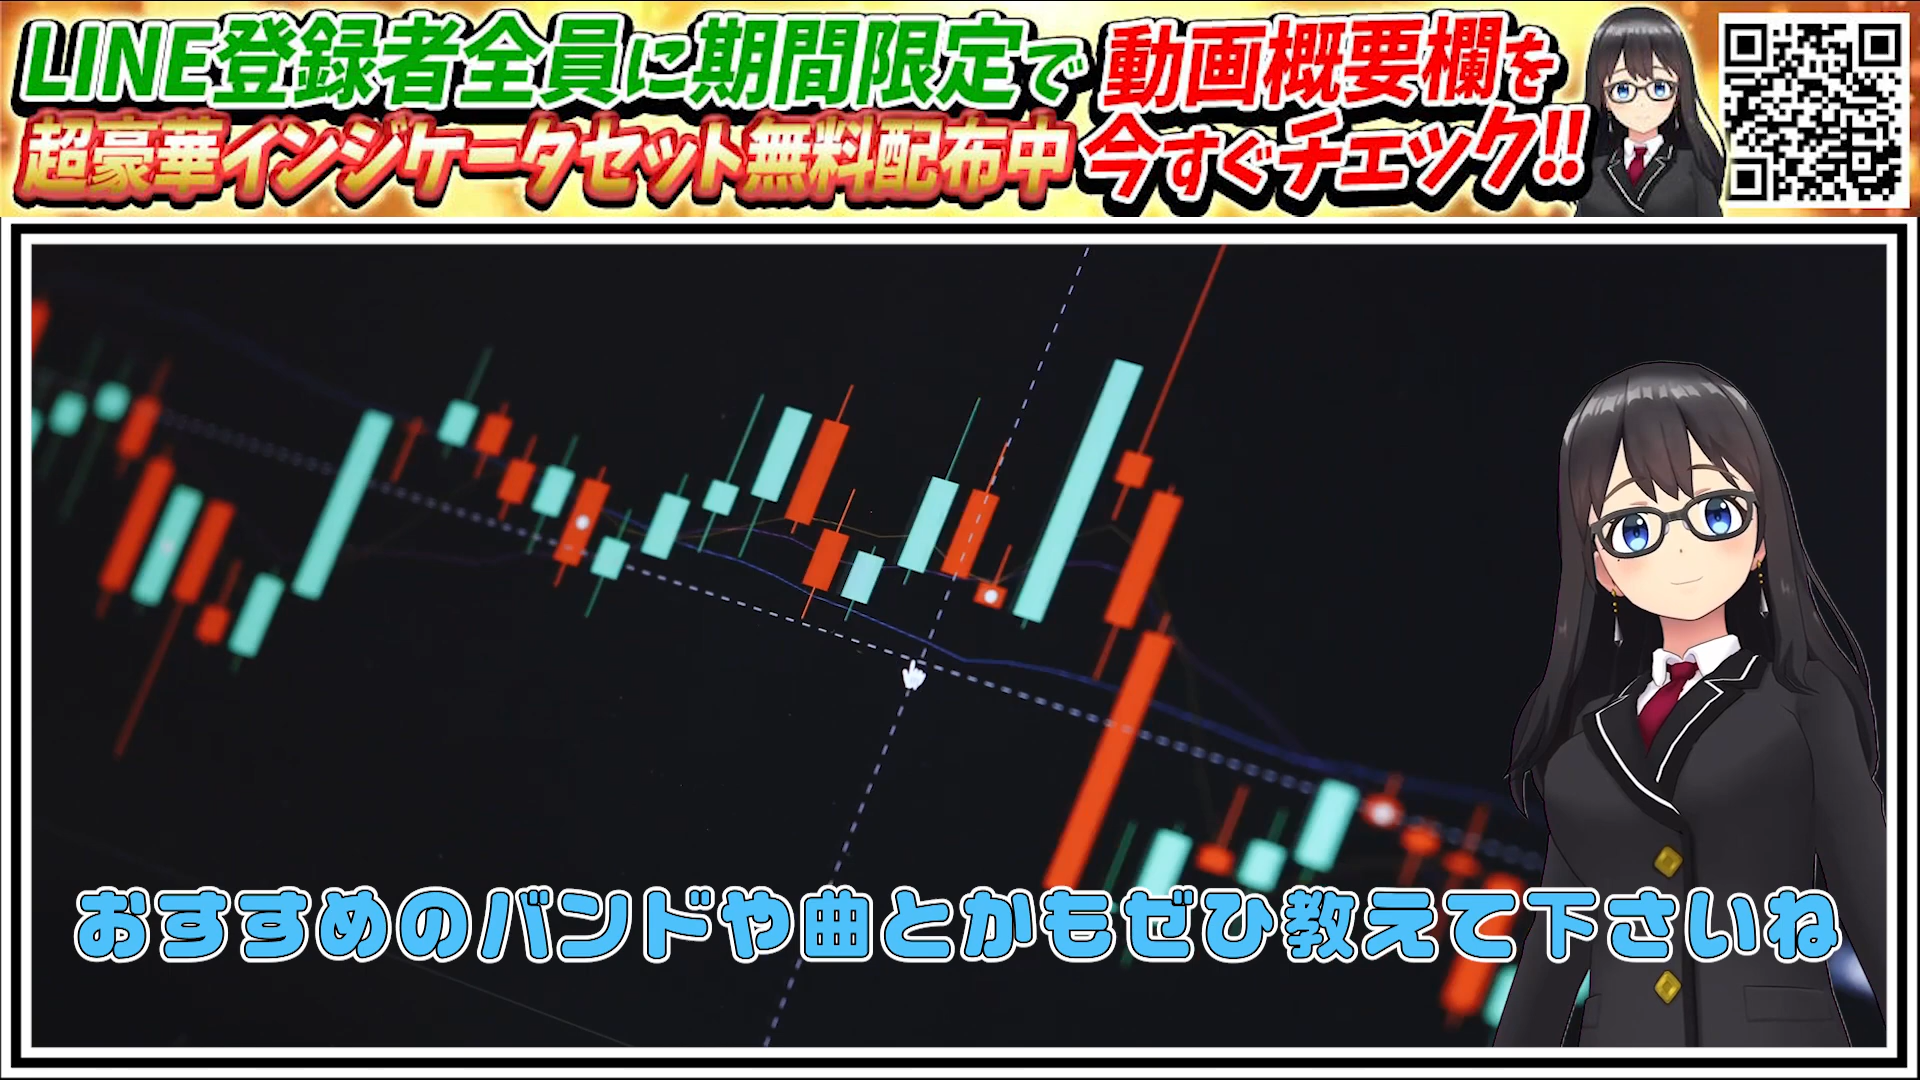 LINE登録者全員に期間限定で
超豪華インジケータセット無料配布中
動画概要欄を
今すぐチェック!!
おすすめのバンドや曲とかもぜひ教えて下さいね